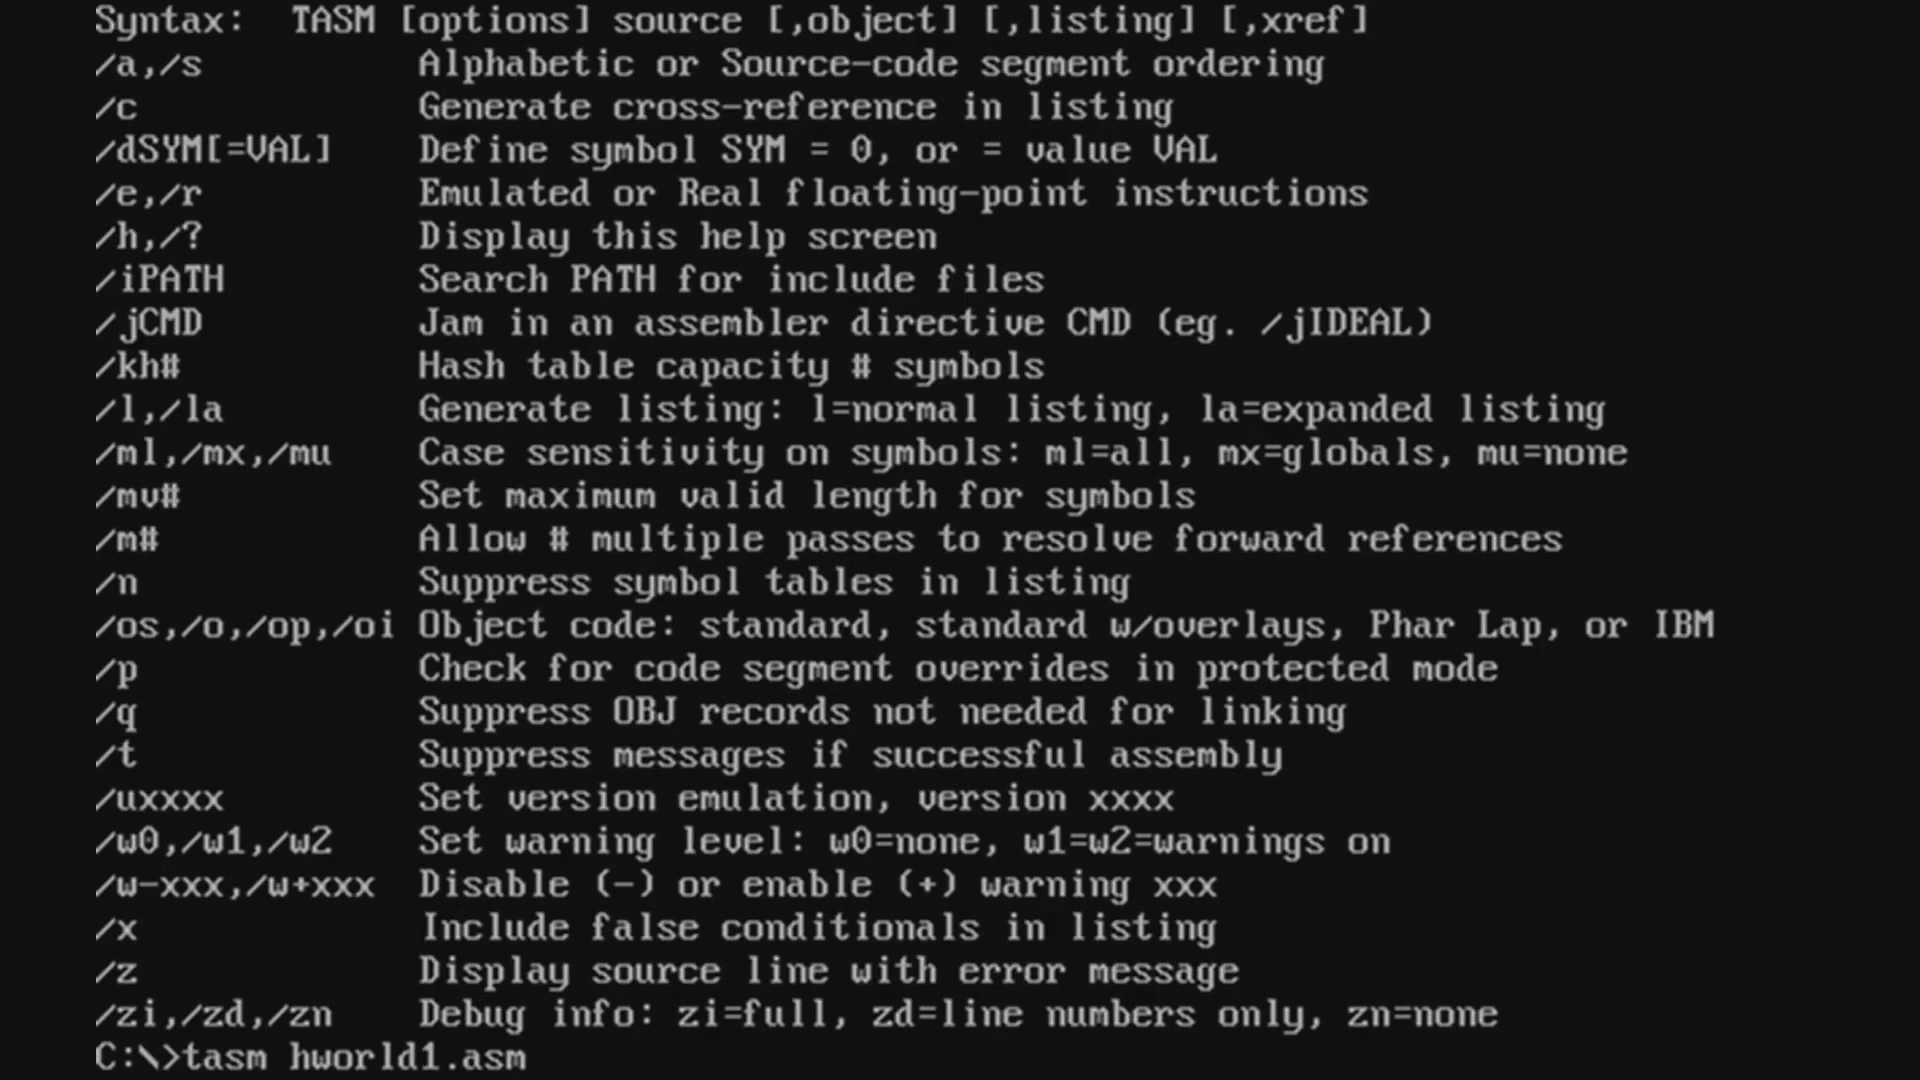 Syntax:  TASM [options] source [,object] [,listing] [,xref]
/a,/s          Alphabetic or Source-code segment ordering
/c             Generate cross-reference in listing
/dSYM[=VAL]    Define symbol SYM = 0, or = value VAL
/e,/r          Emulated or Real floating-point instructions
/h,/?          Display this help screen
/iPATH         Search PATH for include files
/jCMD          Jam in an assembler directive CMD (eg. /jIDEAL)
/kh#           Hash table capacity # symbols
/l,/la         Generate listing: l=normal listing, la=expanded listing
/ml,/mx,/mu    Case sensitivity on symbols: ml=all, mx=globals, mu=none
/mv#           Set maximum valid length for symbols
/m#            Allow # multiple passes to resolve forward references
/n             Suppress symbol tables in listing
/os,/o,/op,/oi Object code: standard, standard w/overlays, Phar Lap, or IBM
/p             Check for code segment overrides in protected mode
/q             Suppress OBJ records not needed for linking
/t             Suppress messages if successful assembly
/uxxxx         Set version emulation, version xxxx
/w0,/w1,/w2    Set warning level: w0=none, w1=w2=warnings on
/w-xxx,/w+xxx  Disable (-) or enable (+) warning xxx
/x             Include false conditionals in listing
/z             Display source line with error message
/zi,/zd,/zn    Debug info: zi=full, zd=line numbers only, zn=none
C:\>tasm hworld1.asm